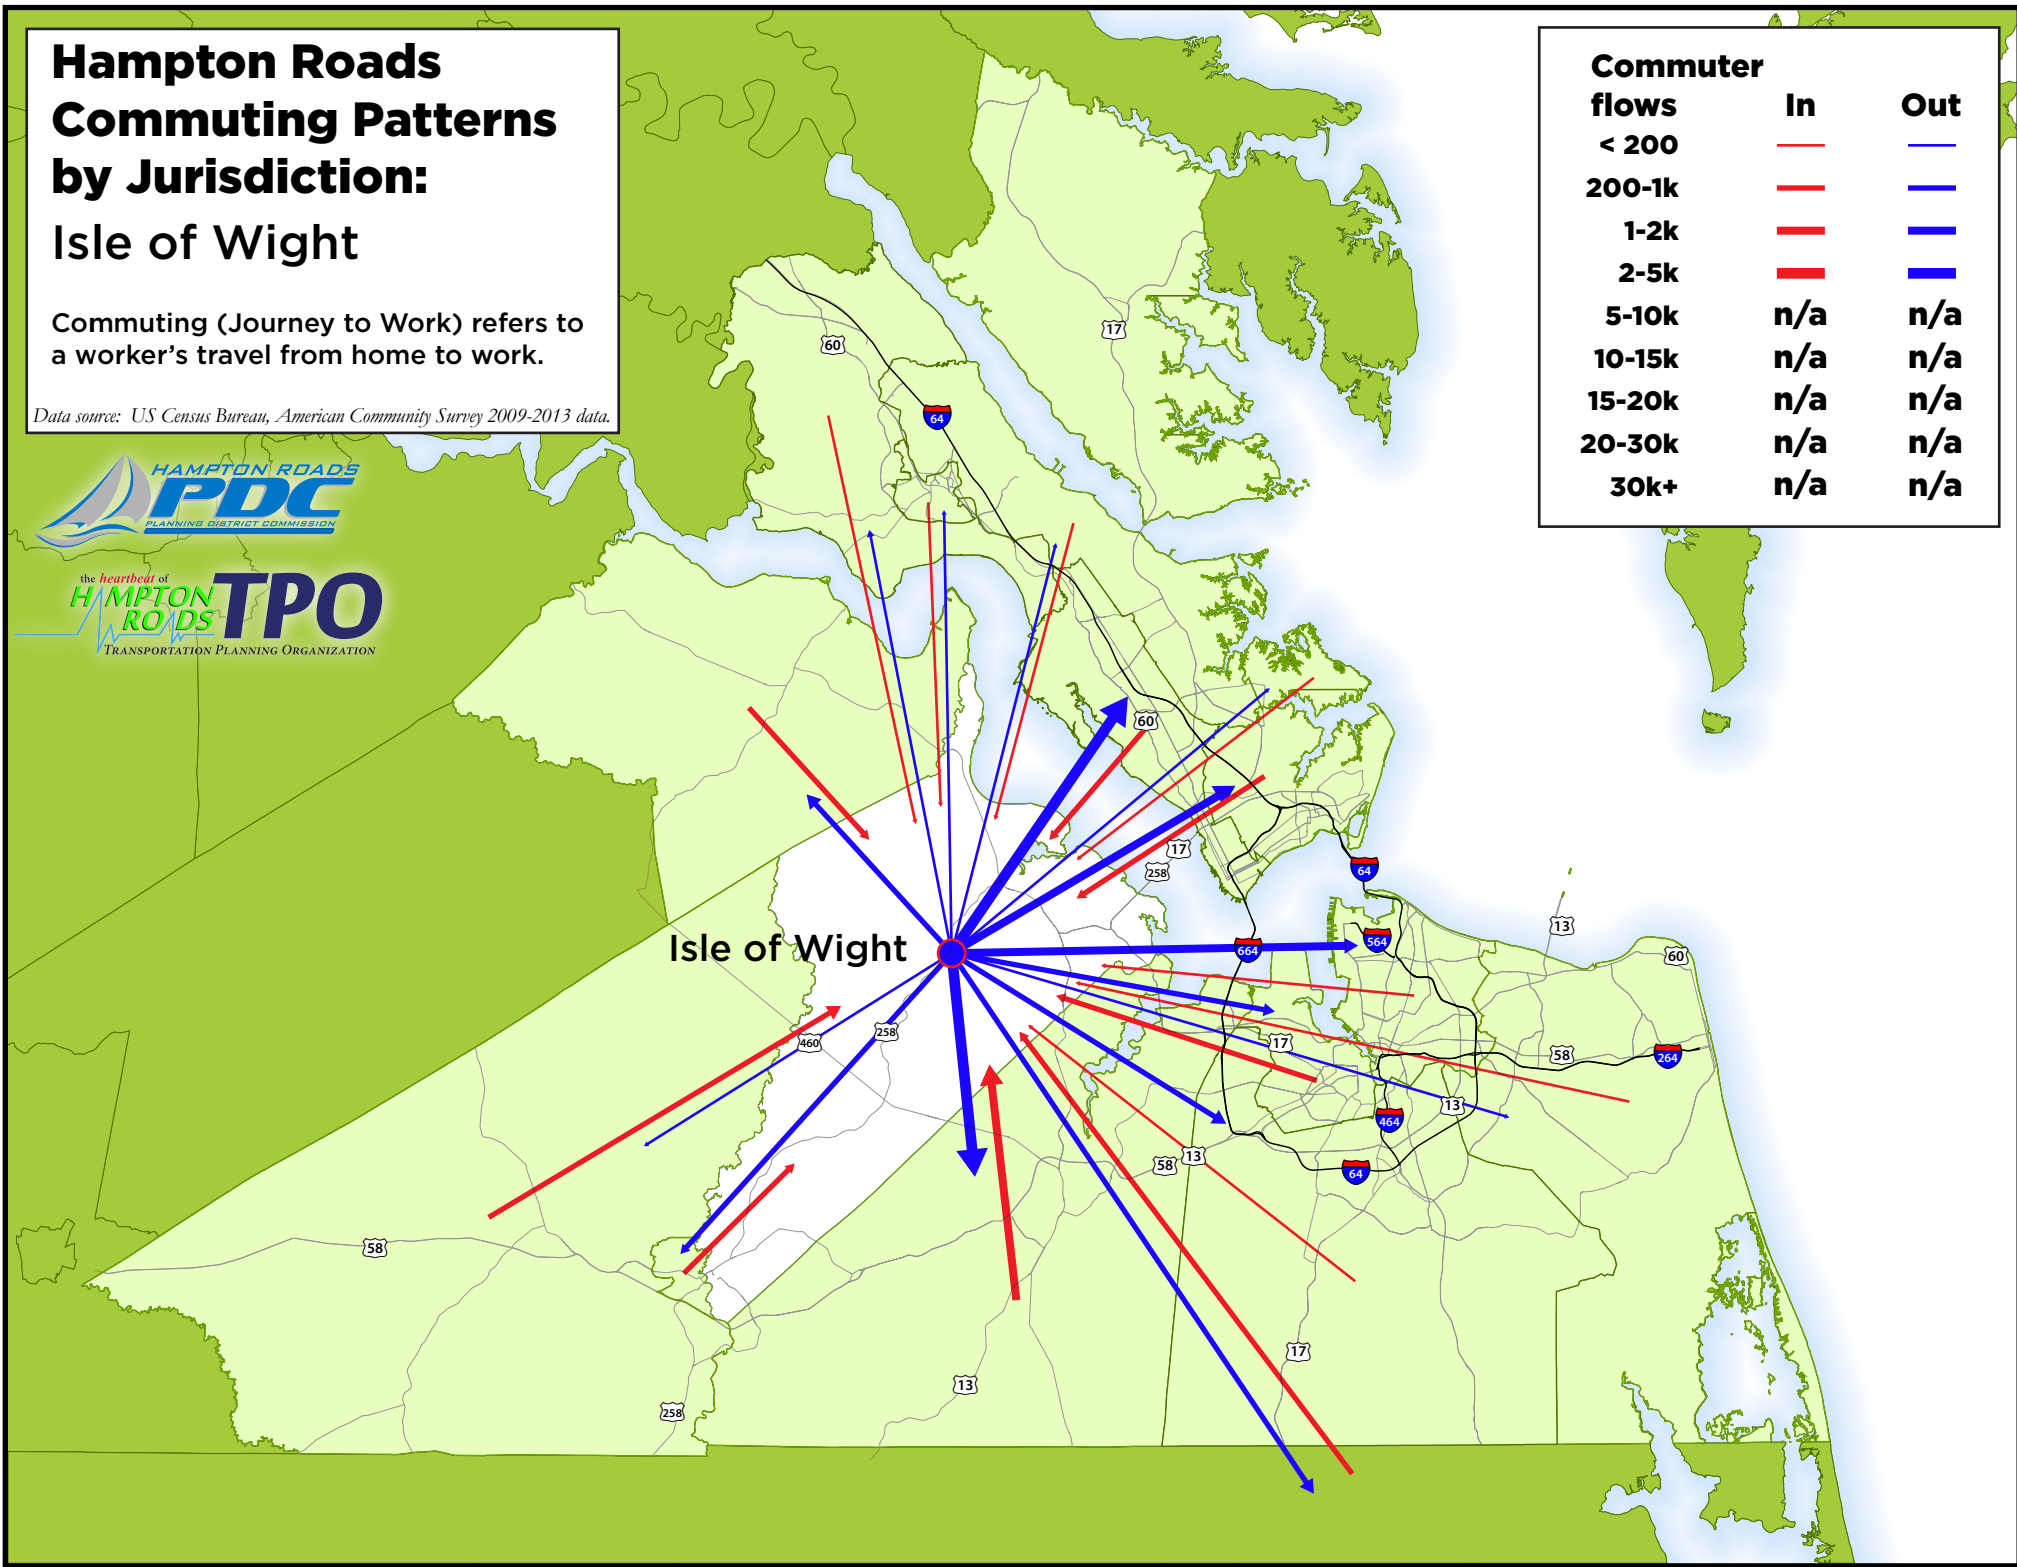 Hampton Roads
Commuting Patterns
by Jurisdiction:
Isle of Wight
Commuting (Journey to Work) refers to
a worker's travel from home to work.
Data source: US Census Bureau, American Community Survey 2009-2013 data.
HAMPTON ROADS
PDC
PLANNING DISTRICT COMMISSION
the heartbeat of
HAMPTON
ROADS
TPO
TRANSPORTATION PLANNING ORGANIZATION
Commuter
flows In Out
< 200
200-1k
1-2k
2-5k
5-10k n/a n/a
10-15k n/a n/a
15-20k n/a n/a
20-30k n/a n/a
30k+ n/a n/a
17
60
64
60
17
258
64
13
564
664
60
Isle of Wight
258
460
17
58
264
13
464
13
58
64
58
17
13
258